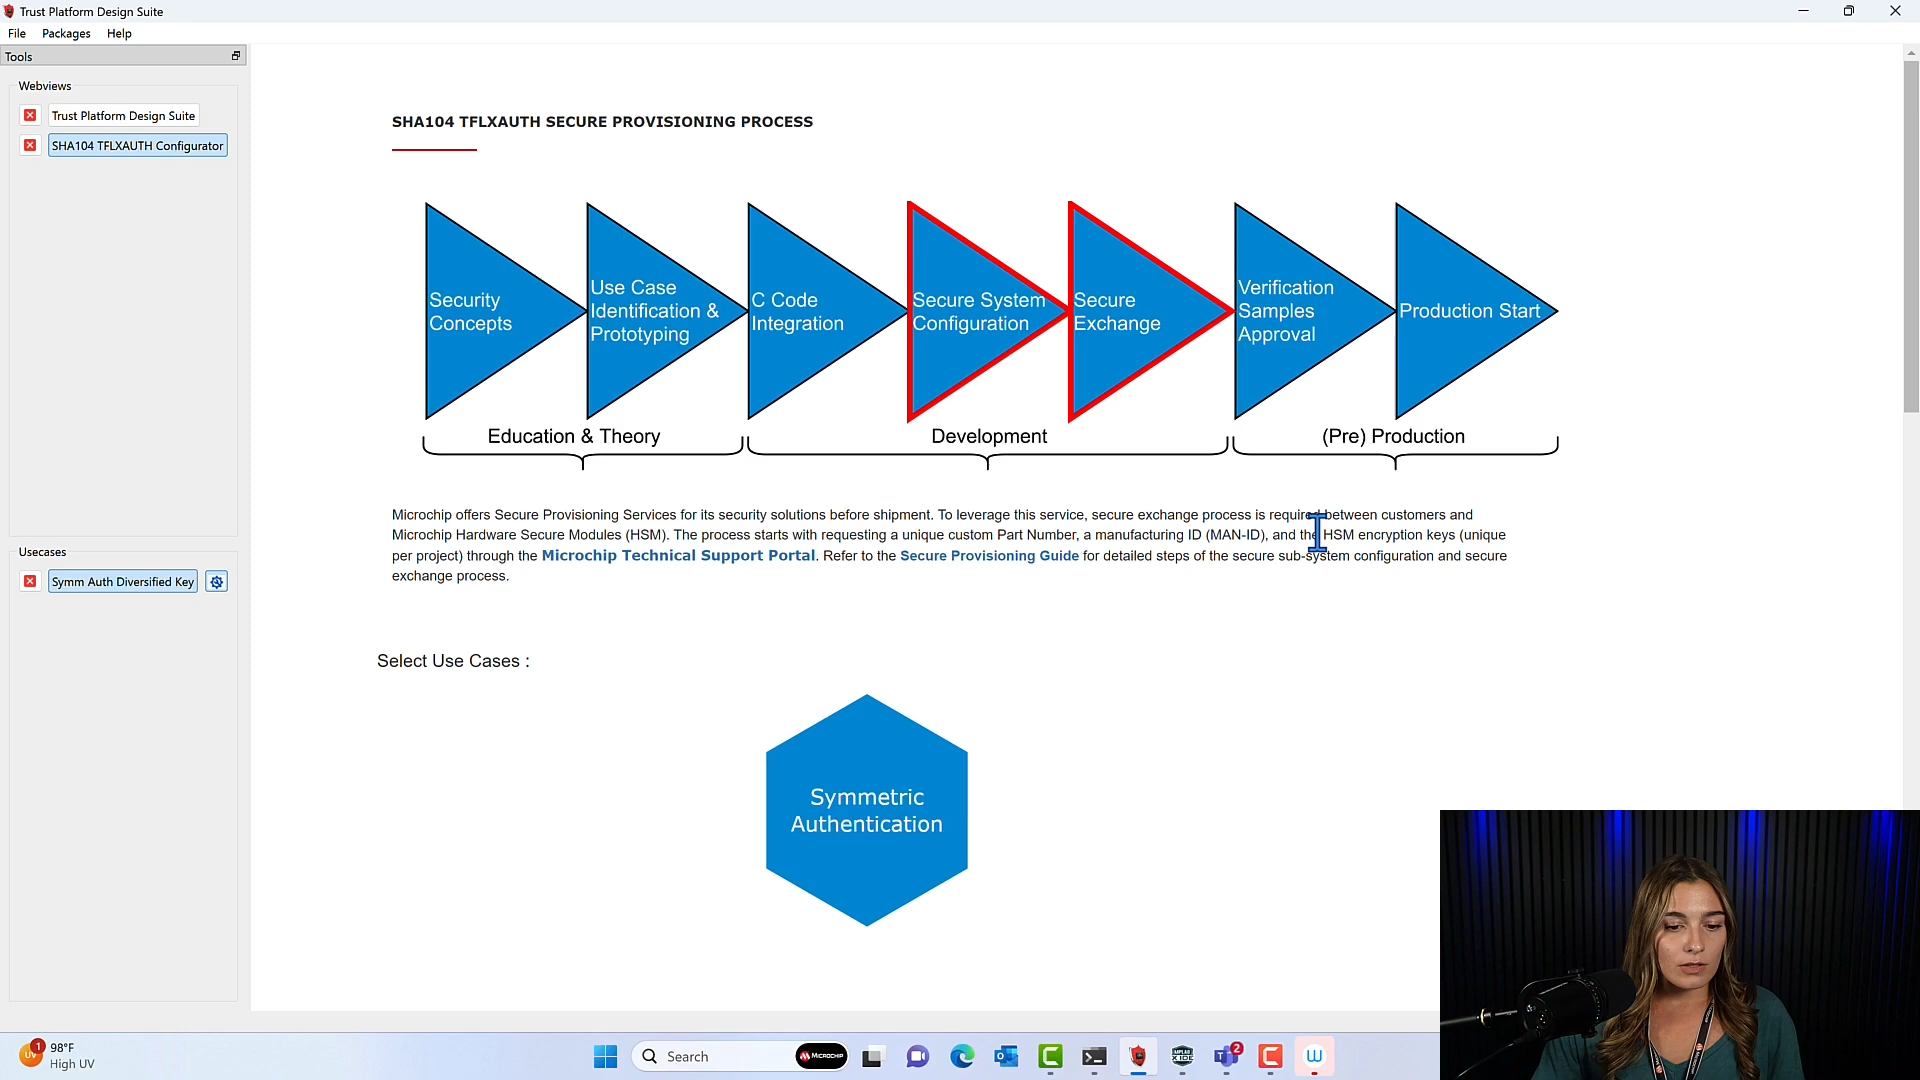 Trust Platform Design Suite
File Packages Help
Tools
Webviews
Trust Platform Design Suite
SHA104 TFLXAUTH Configurator
Usecases
Symm Auth Diversified Key
SHA104 TFLXAUTH SECURE PROVISIONING PROCESS
Security
Concepts
Use Case
Identification &
Prototyping
C Code
Integration
Secure System
Configuration
Secure
Exchange
Verification
Samples
Approval
Production Start
Education & Theory
Development
(Pre) Production
Microchip offers Secure Provisioning Services for its security solutions before shipment. To leverage this service, secure exchange process is required between customers and
Microchip Hardware Secure Modules (HSM). The process starts with requesting a unique custom Part Number, a manufacturing ID (MAN-ID), and the HSM encryption keys (unique
per project) through the Microchip Technical Support Portal. Refer to the Secure Provisioning Guide for detailed steps of the secure sub-system configuration and secure
exchange process.
Select Use Cases :
Symmetric
Authentication
UV
1
98°F
High UV
Search
MICROCHIP
MPLAB
X IDE
2